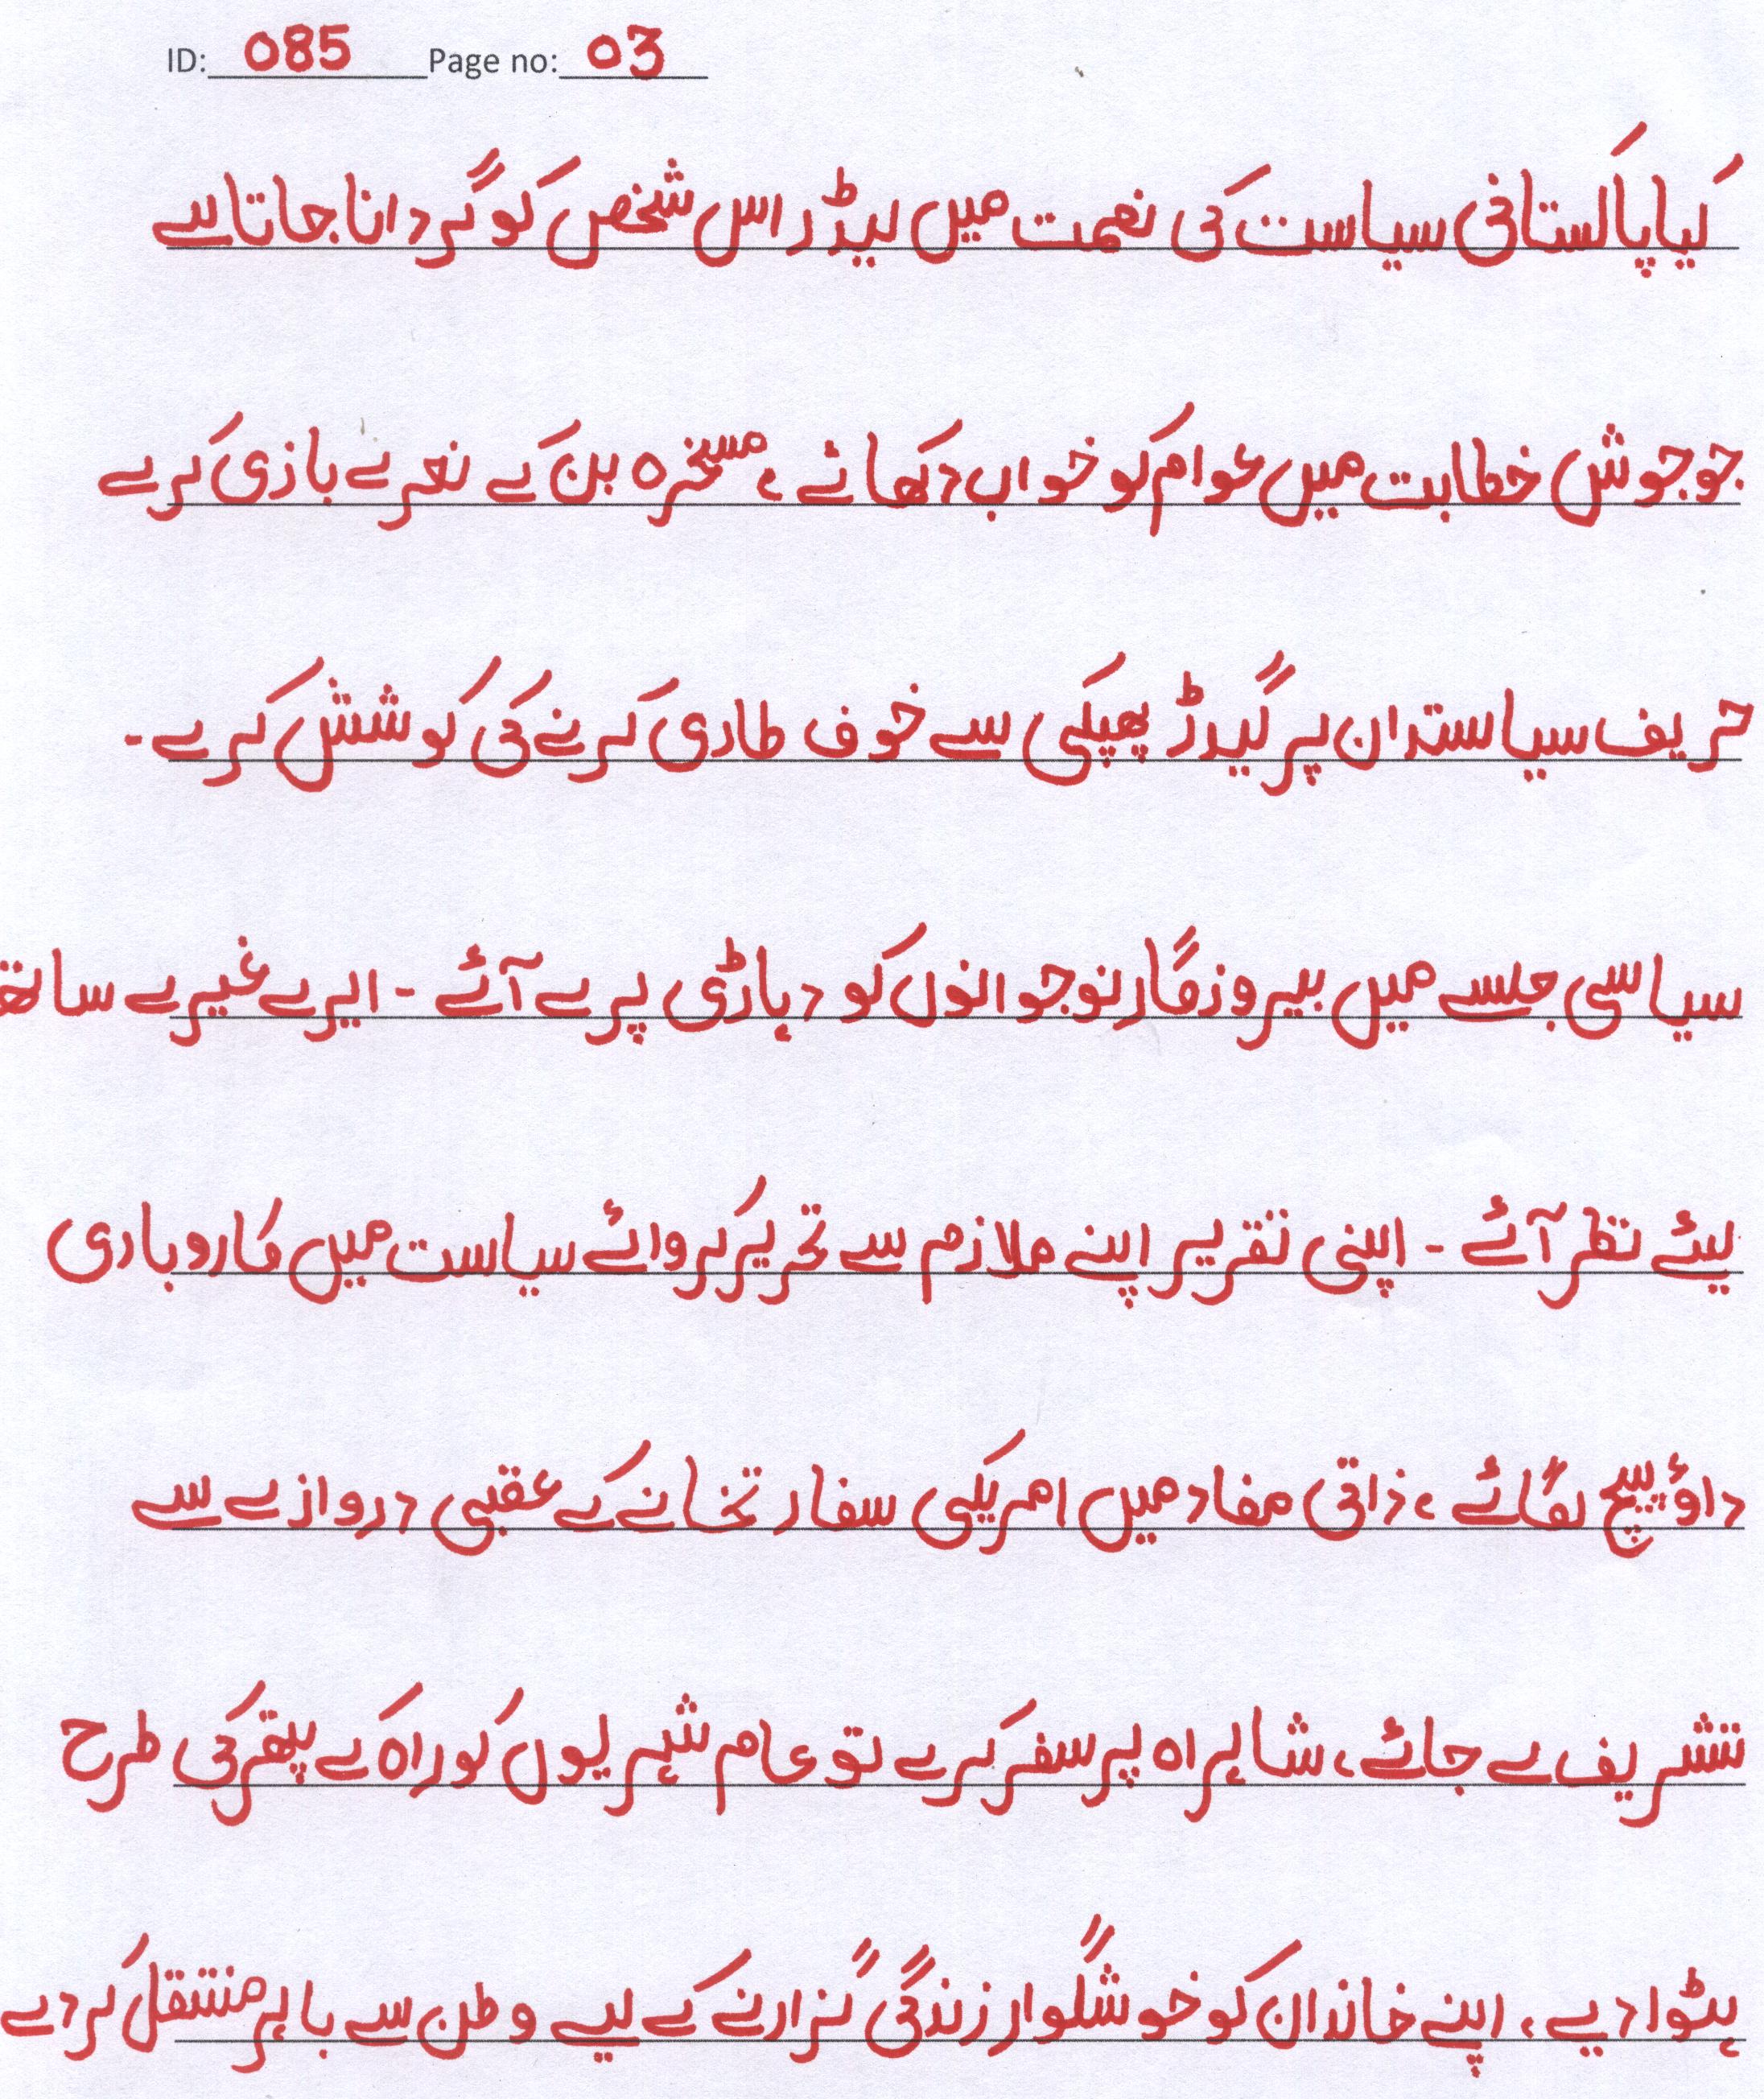 ID: 085 Page no: 03
کیا پاکستانی سیاست کی نعمت میں لیڈر اس شخص کو گردانا جاتا ہے
جو جوش خطابت میں عوام کو خواب دکھائے، مسخرہ بن کے نعرے بازی کرے
حریف سیاستدان پر گیدڑ بھپکی سے خوف طاری کرنے کی کوشش کرے۔
سیاسی جلسے میں بیروزگار نوجوانوں کو دہاڑی پر لے آئے۔ ایرے غیرے ساتھ
لیئے نظر آئے۔ اپنی تقریر اپنے ملازم سے تحریر کروائے سیاست میں کاروباری
داؤ پیچ لگائے، ذاتی مفاد میں امریکی سفارتخانے کے عقبی دروازے سے
تشریف لے جائے، شاہراہ پر سفر کرے تو عام شہریوں کو راہ کے پتھر کی طرح
ہٹوا دیے، اپنے خاندان کو خوشگوار زندگی گزارنے کے لیے وطن سے باہر منتقل کر دے